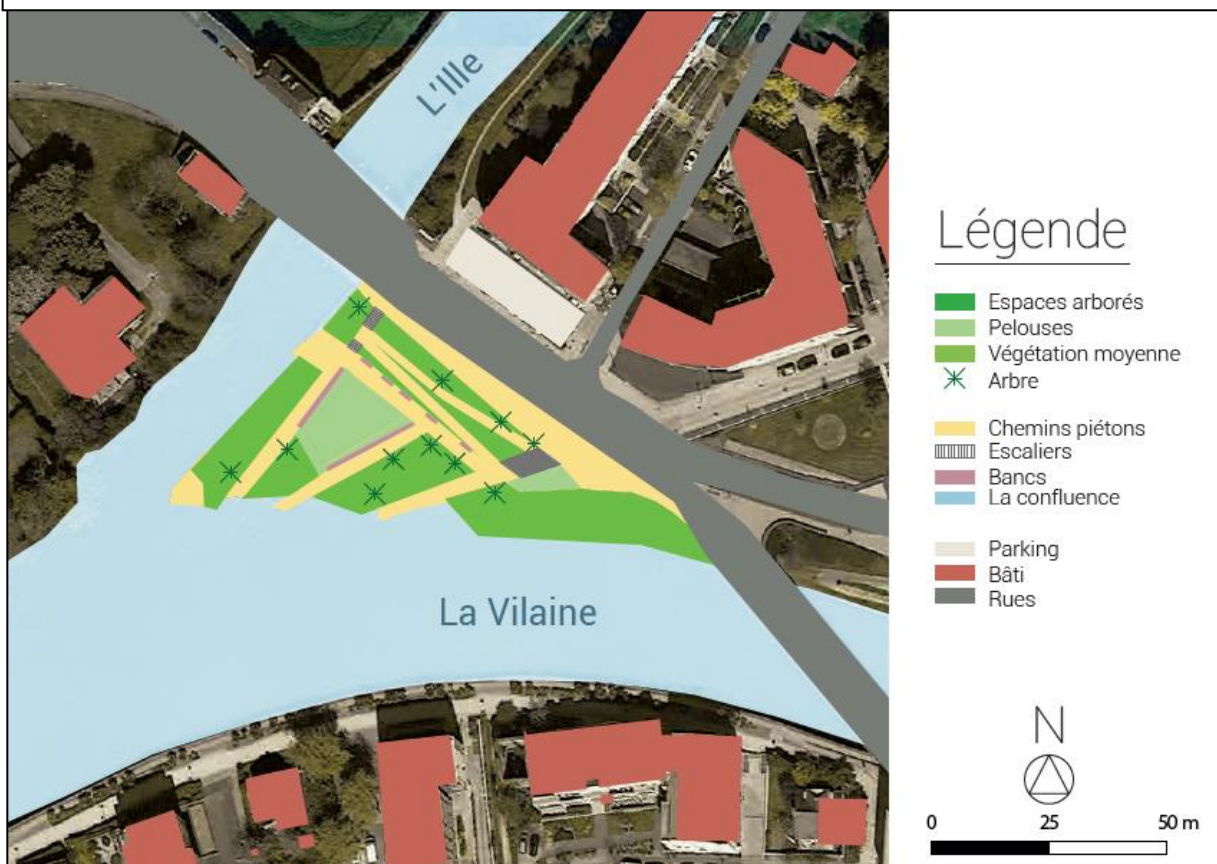 L'Ille
La Vilaine
Légende
Espaces arborés
Pelouses
Végétation moyenne
Arbre
Chemins piétons
Escaliers
Bancs
La confluence
Parking
Bâti
Rues
N
0 25 50 m